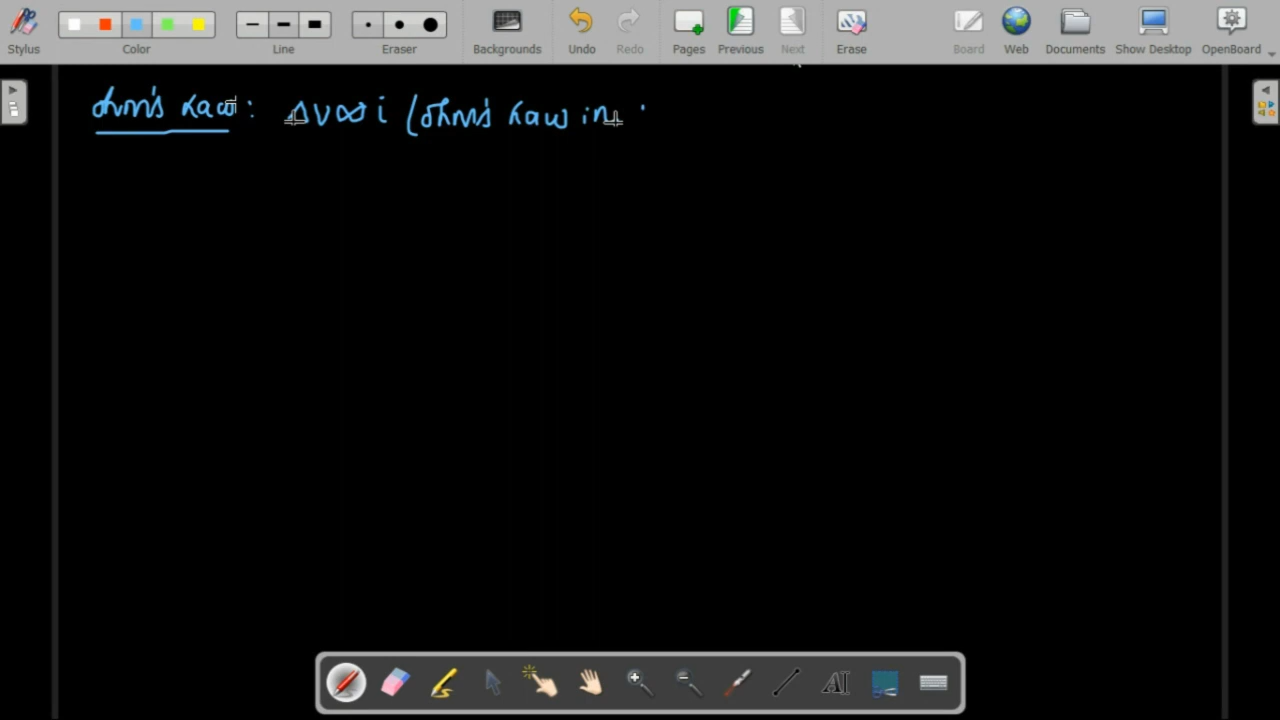 Stylus Color Line Eraser Backgrounds Undo Redo Pages Previous Next Erase Board Web Documents Show Desktop OpenBoard
ohm's Law : ΔV ∝ i (ohm's Law in